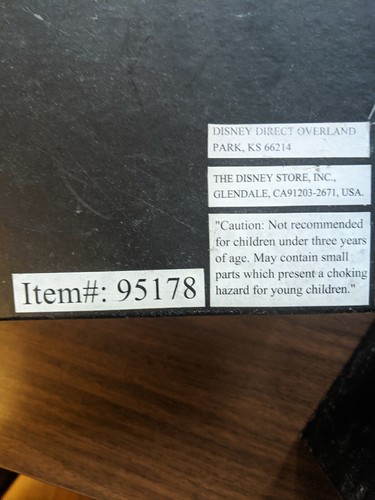 DISNEY DIRECT OVERLAND
PARK, KS 66214
THE DISNEY STORE, INC.,
GLENDALE, CA91203-2671, USA.
"Caution: Not recommended
for children under three years
of age. May contain small
parts which present a choking
hazard for young children."
Item#: 95178